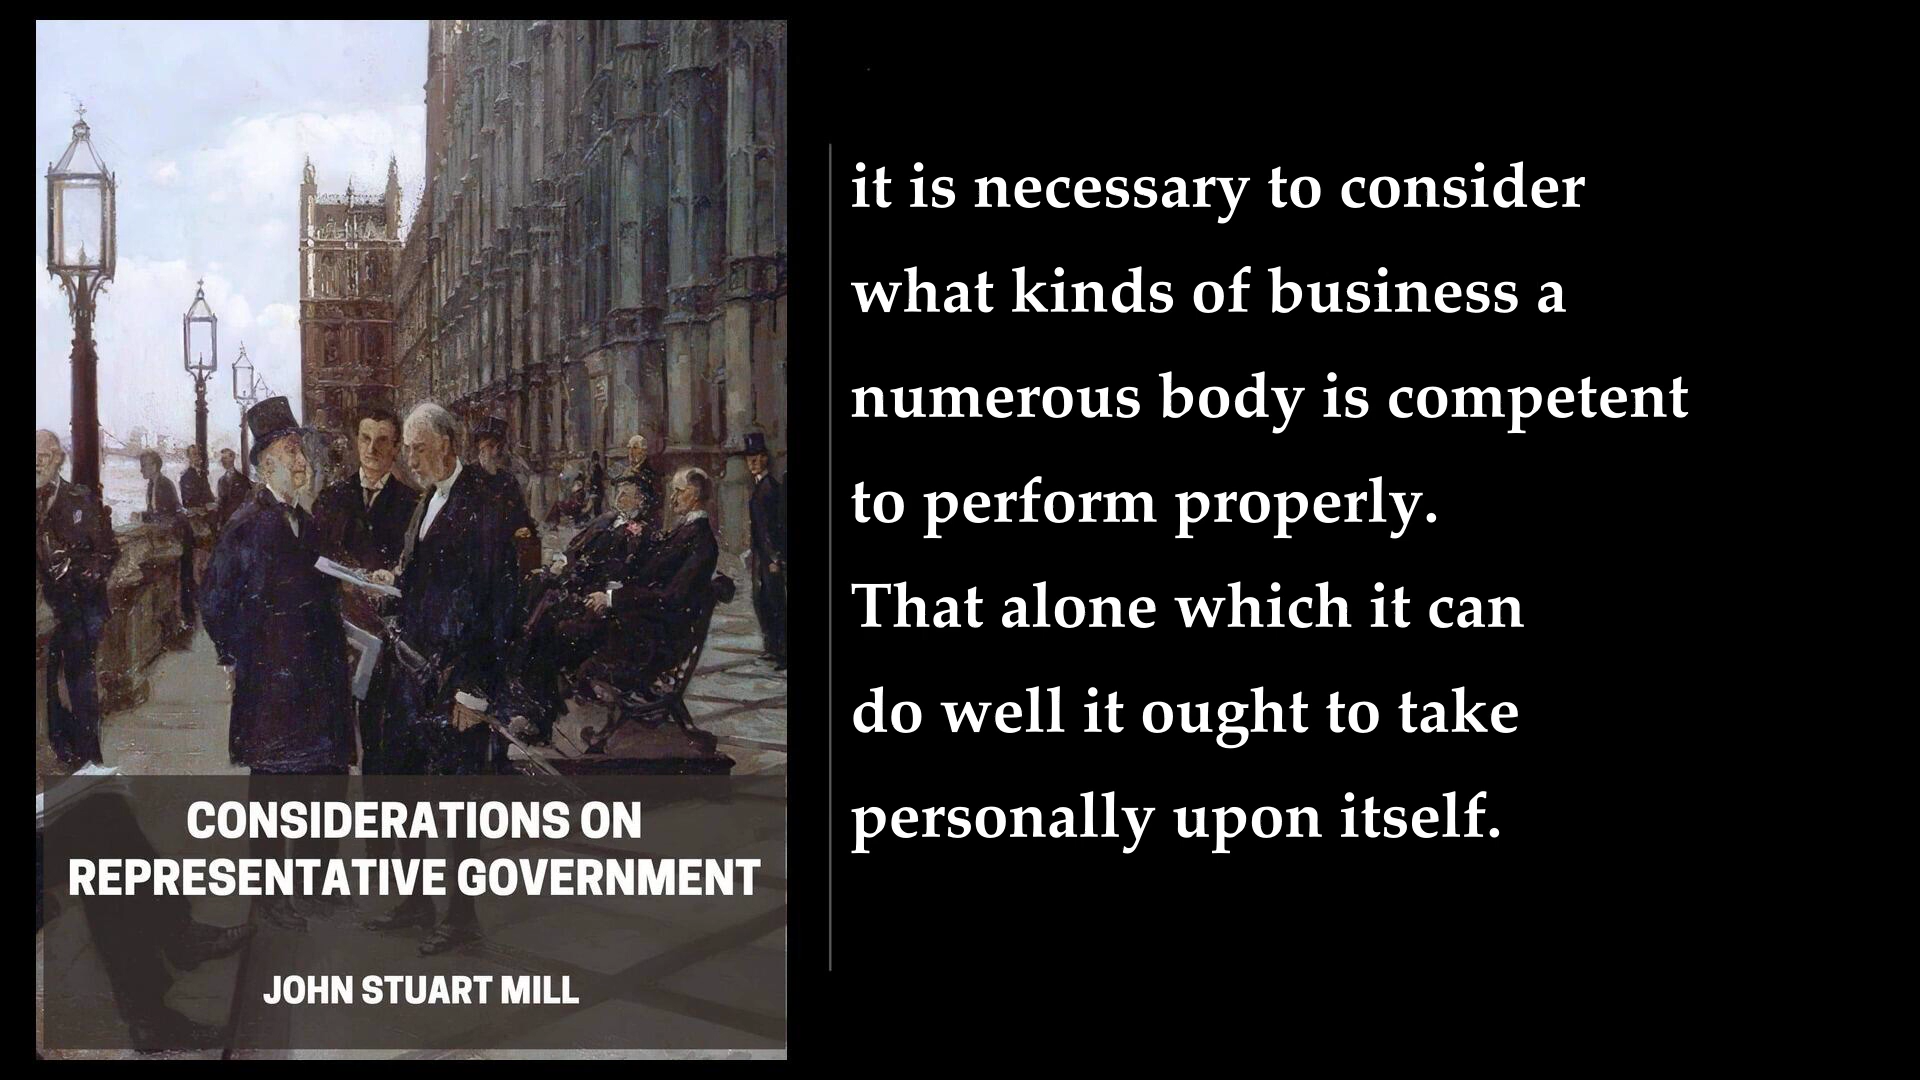 CONSIDERATIONS ON
REPRESENTATIVE GOVERNMENT
JOHN STUART MILL
it is necessary to consider
what kinds of business a
numerous body is competent
to perform properly.
That alone which it can
do well it ought to take
personally upon itself.